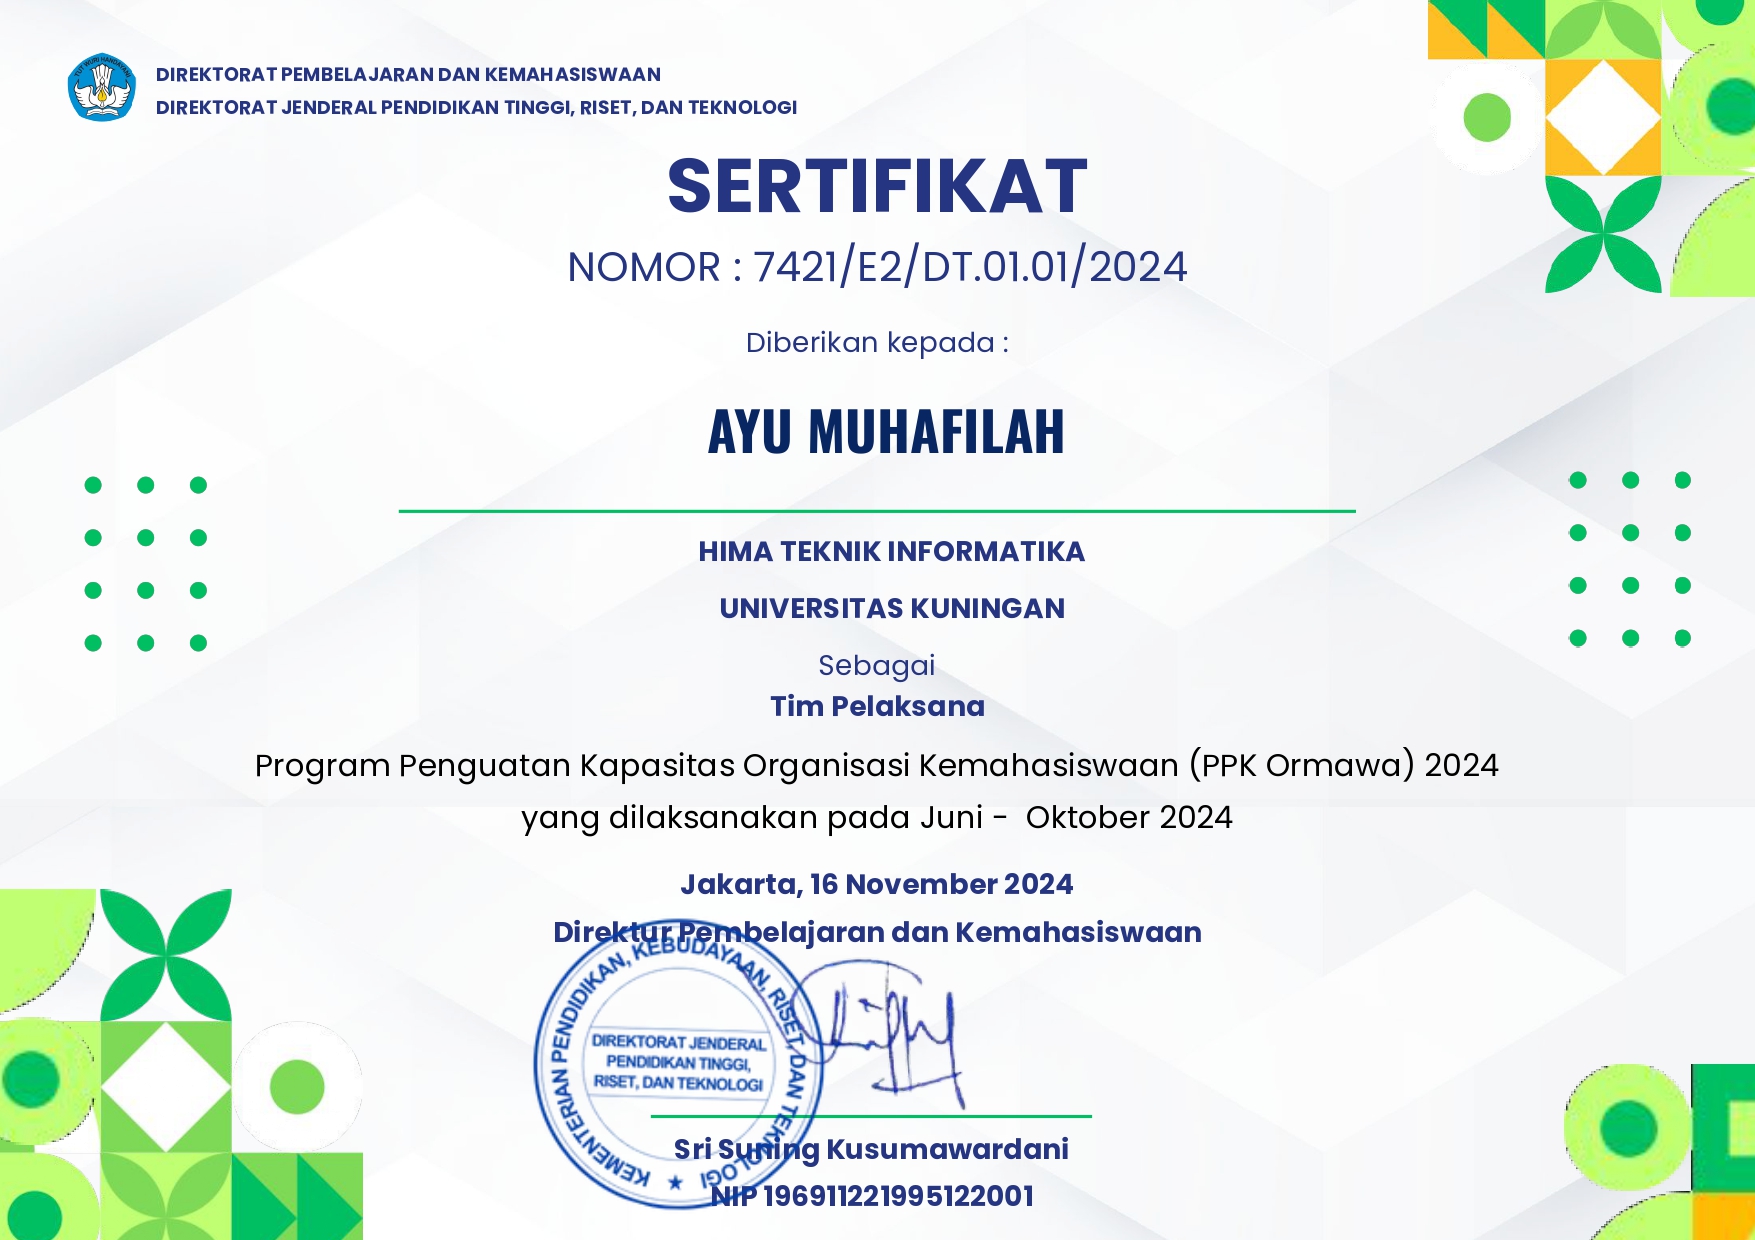 TUT WURI HANDAYANI
DIREKTORAT PEMBELAJARAN DAN KEMAHASISWAAN
DIREKTORAT JENDERAL PENDIDIKAN TINGGI, RISET, DAN TEKNOLOGI
SERTIFIKAT
NOMOR : 7421/E2/DT.01.01/2024
Diberikan kepada :
AYU MUHAFILAH
HIMA TEKNIK INFORMATIKA
UNIVERSITAS KUNINGAN
Sebagai
Tim Pelaksana
Program Penguatan Kapasitas Organisasi Kemahasiswaan (PPK Ormawa) 2024
yang dilaksanakan pada Juni - Oktober 2024
Jakarta, 16 November 2024
Direktur Pembelajaran dan Kemahasiswaan
KEMENTERIAN PENDIDIKAN, KEBUDAYAAN, RISET, DAN TEKNOLOGI
DIREKTORAT JENDERAL
PENDIDIKAN TINGGI,
RISET, DAN TEKNOLOGI
Sri Suning Kusumawardani
NIP 196911221995122001